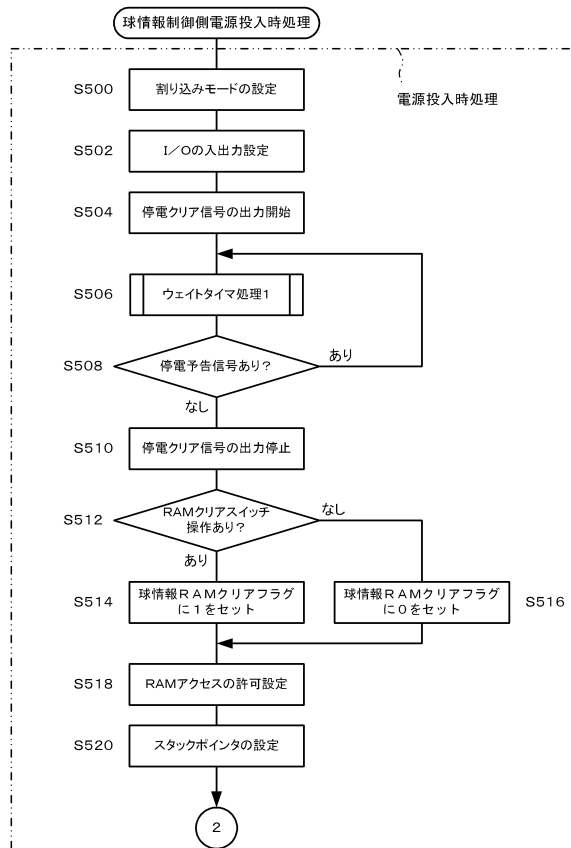 球情報制御側電源投入時処理
電源投入時処理
S500
割り込みモードの設定
S502
I／Oの入出力設定
S504
停電クリア信号の出力開始
S506
ウェイトタイマ処理1
S508
停電予告信号あり？
あり
なし
S510
停電クリア信号の出力停止
S512
RAMクリアスイッチ
操作あり？
なし
あり
S514
球情報ＲＡＭクリアフラグ
に１をセット
球情報ＲＡＭクリアフラグ
に０をセット
S516
S518
RAMアクセスの許可設定
S520
スタックポインタの設定
2